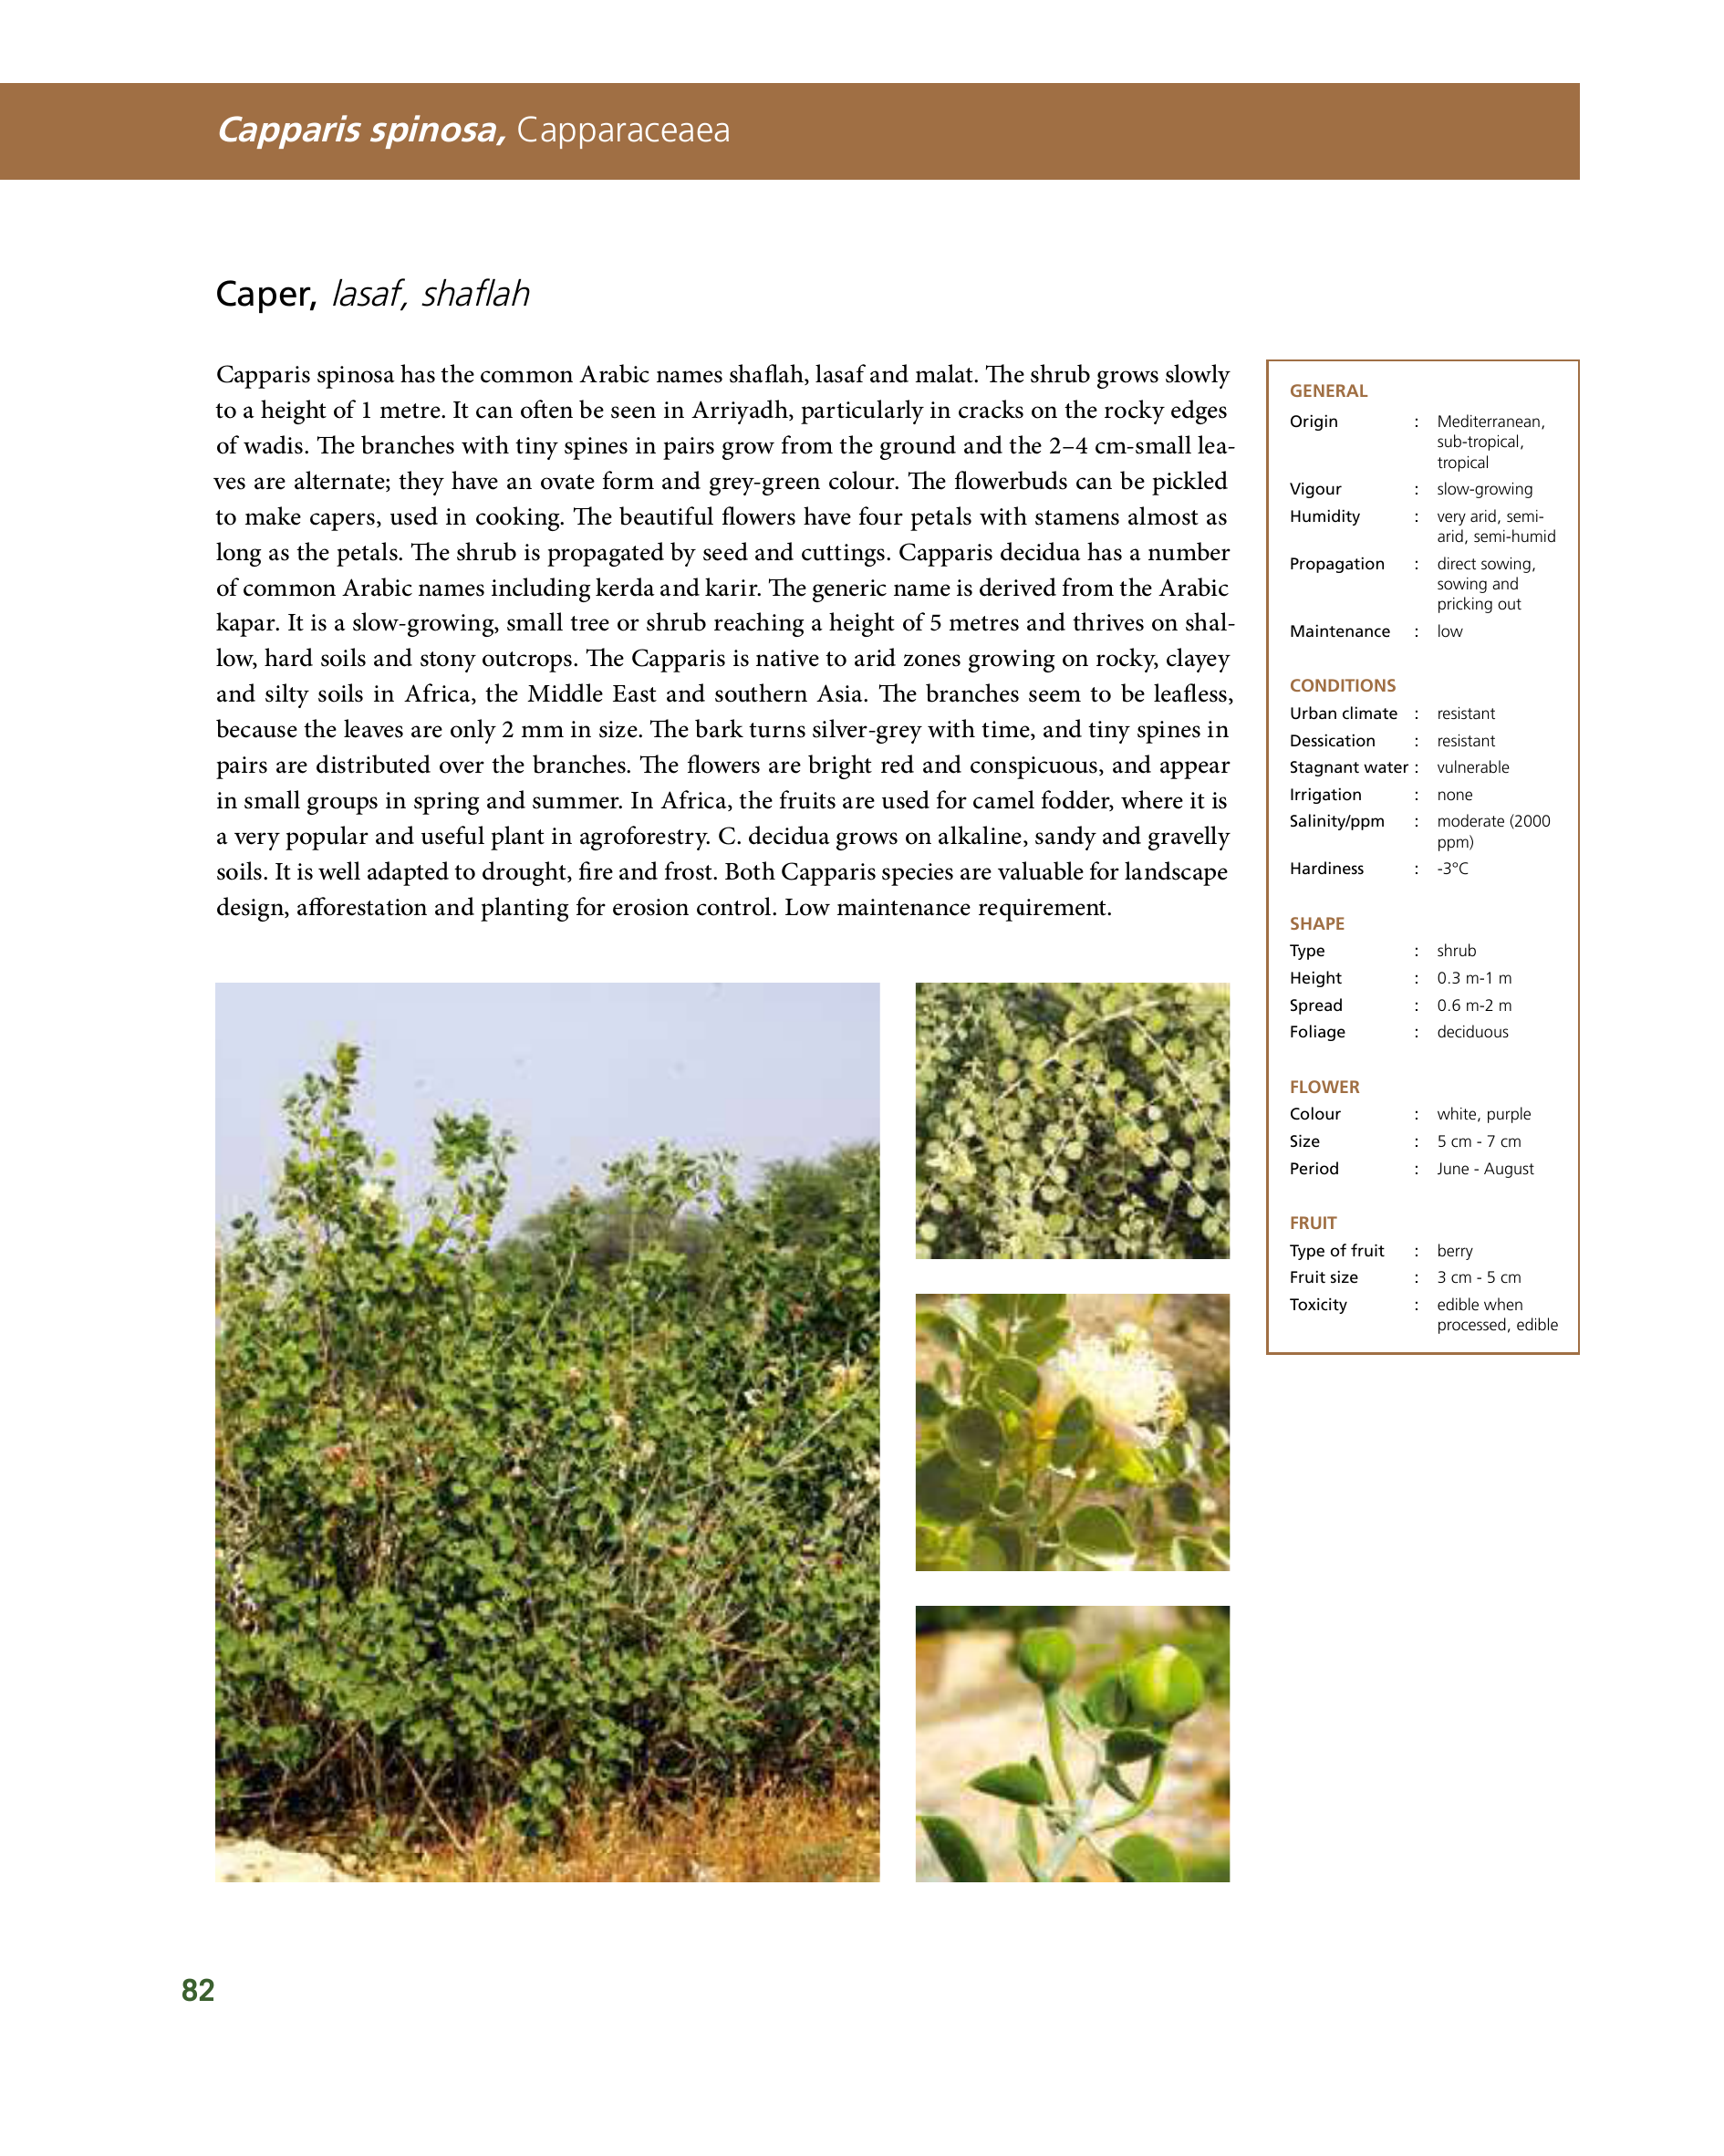 Capparis spinosa, Capparaceaea
Caper, lasaf, shaflah
Capparis spinosa has the common Arabic names shaflah, lasaf and malat. The shrub grows slowly
to a height of 1 metre. It can often be seen in Arriyadh, particularly in cracks on the rocky edges
of wadis. The branches with tiny spines in pairs grow from the ground and the 2–4 cm-small lea-
ves are alternate; they have an ovate form and grey-green colour. The flowerbuds can be pickled
to make capers, used in cooking. The beautiful flowers have four petals with stamens almost as
long as the petals. The shrub is propagated by seed and cuttings. Capparis decidua has a number
of common Arabic names including kerda and karir. The generic name is derived from the Arabic
kapar. It is a slow-growing, small tree or shrub reaching a height of 5 metres and thrives on shal-
low, hard soils and stony outcrops. The Capparis is native to arid zones growing on rocky, clayey
and silty soils in Africa, the Middle East and southern Asia. The branches seem to be leafless,
because the leaves are only 2 mm in size. The bark turns silver-grey with time, and tiny spines in
pairs are distributed over the branches. The flowers are bright red and conspicuous, and appear
in small groups in spring and summer. In Africa, the fruits are used for camel fodder, where it is
a very popular and useful plant in agroforestry. C. decidua grows on alkaline, sandy and gravelly
soils. It is well adapted to drought, fire and frost. Both Capparis species are valuable for landscape
design, afforestation and planting for erosion control. Low maintenance requirement.
GENERAL
Origin : Mediterranean,
sub-tropical,
tropical
Vigour : slow-growing
Humidity : very arid, semi-
arid, semi-humid
Propagation : direct sowing,
sowing and
pricking out
Maintenance : low
CONDITIONS
Urban climate : resistant
Dessication : resistant
Stagnant water : vulnerable
Irrigation : none
Salinity/ppm : moderate (2000
ppm)
Hardiness : -3°C
SHAPE
Type : shrub
Height : 0.3 m-1 m
Spread : 0.6 m-2 m
Foliage : deciduous
FLOWER
Colour : white, purple
Size : 5 cm - 7 cm
Period : June - August
FRUIT
Type of fruit : berry
Fruit size : 3 cm - 5 cm
Toxicity : edible when
processed, edible
82